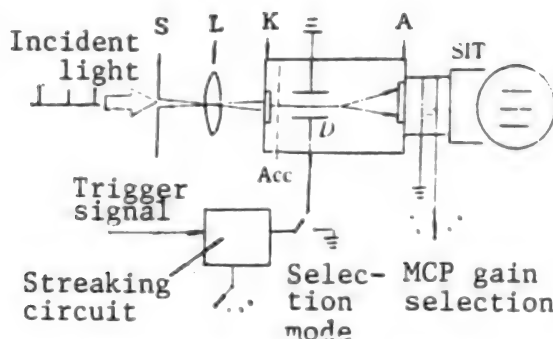 S L K A
SIT
Incident
light
D
Acc
Trigger
signal
Streaking
circuit
Selec-
tion
mode
MCP gain
selection